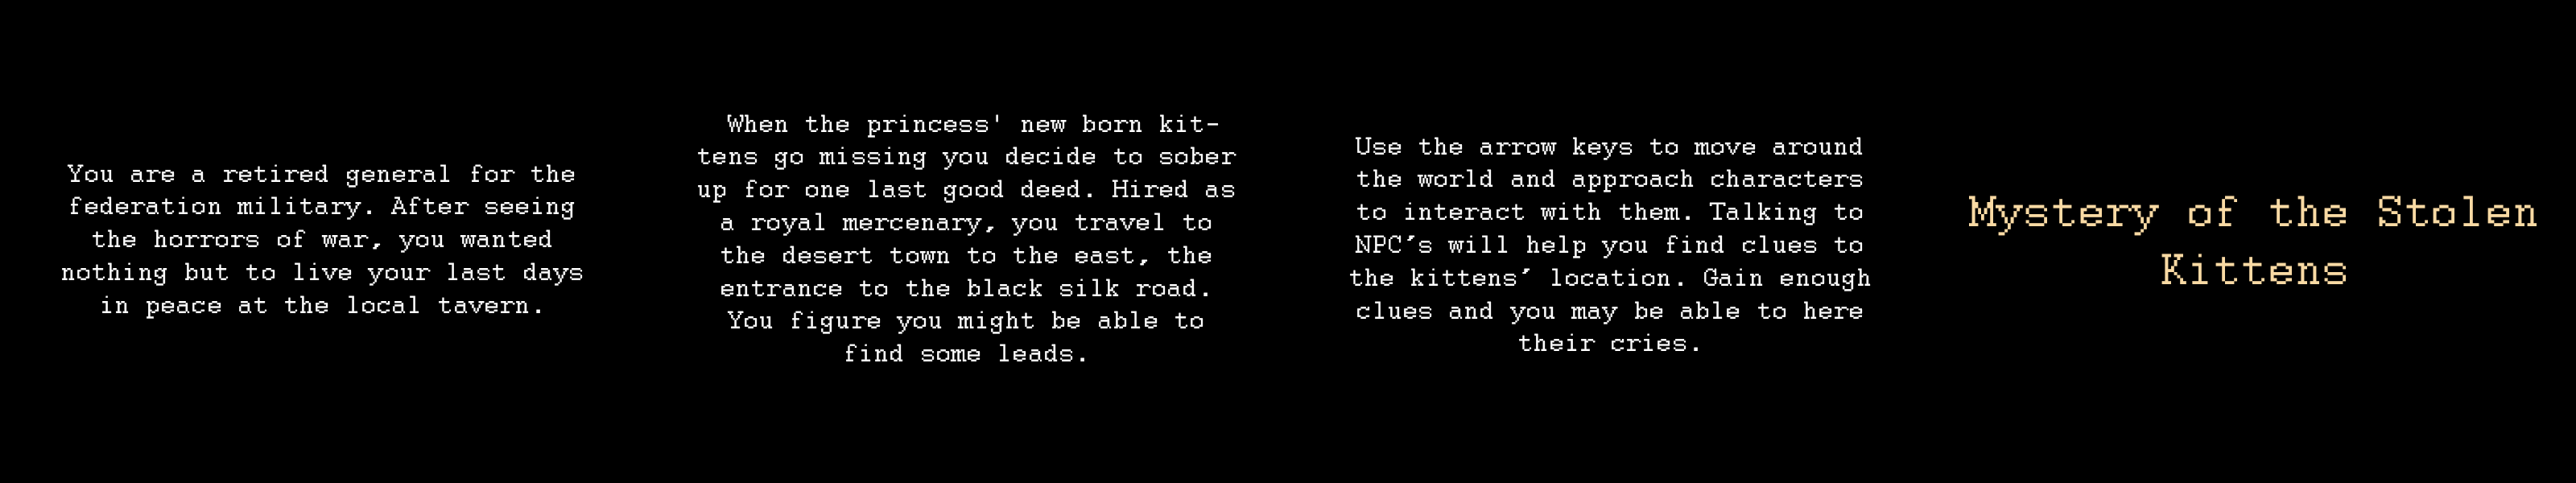 You are a retired general for the
federation military. After seeing
the horrors of war, you wanted
nothing but to live your last days
in peace at the local tavern.
When the princess' new born kit-
tens go missing you decide to sober
up for one last good deed. Hired as
a royal mercenary, you travel to
the desert town to the east, the
entrance to the black silk road.
You figure you might be able to
find some leads.
Use the arrow keys to move around
the world and approach characters
to interact with them. Talking to
NPC´s will help you find clues to
the kittens´ location. Gain enough
clues and you may be able to here
their cries.
Mystery of the Stolen
Kittens